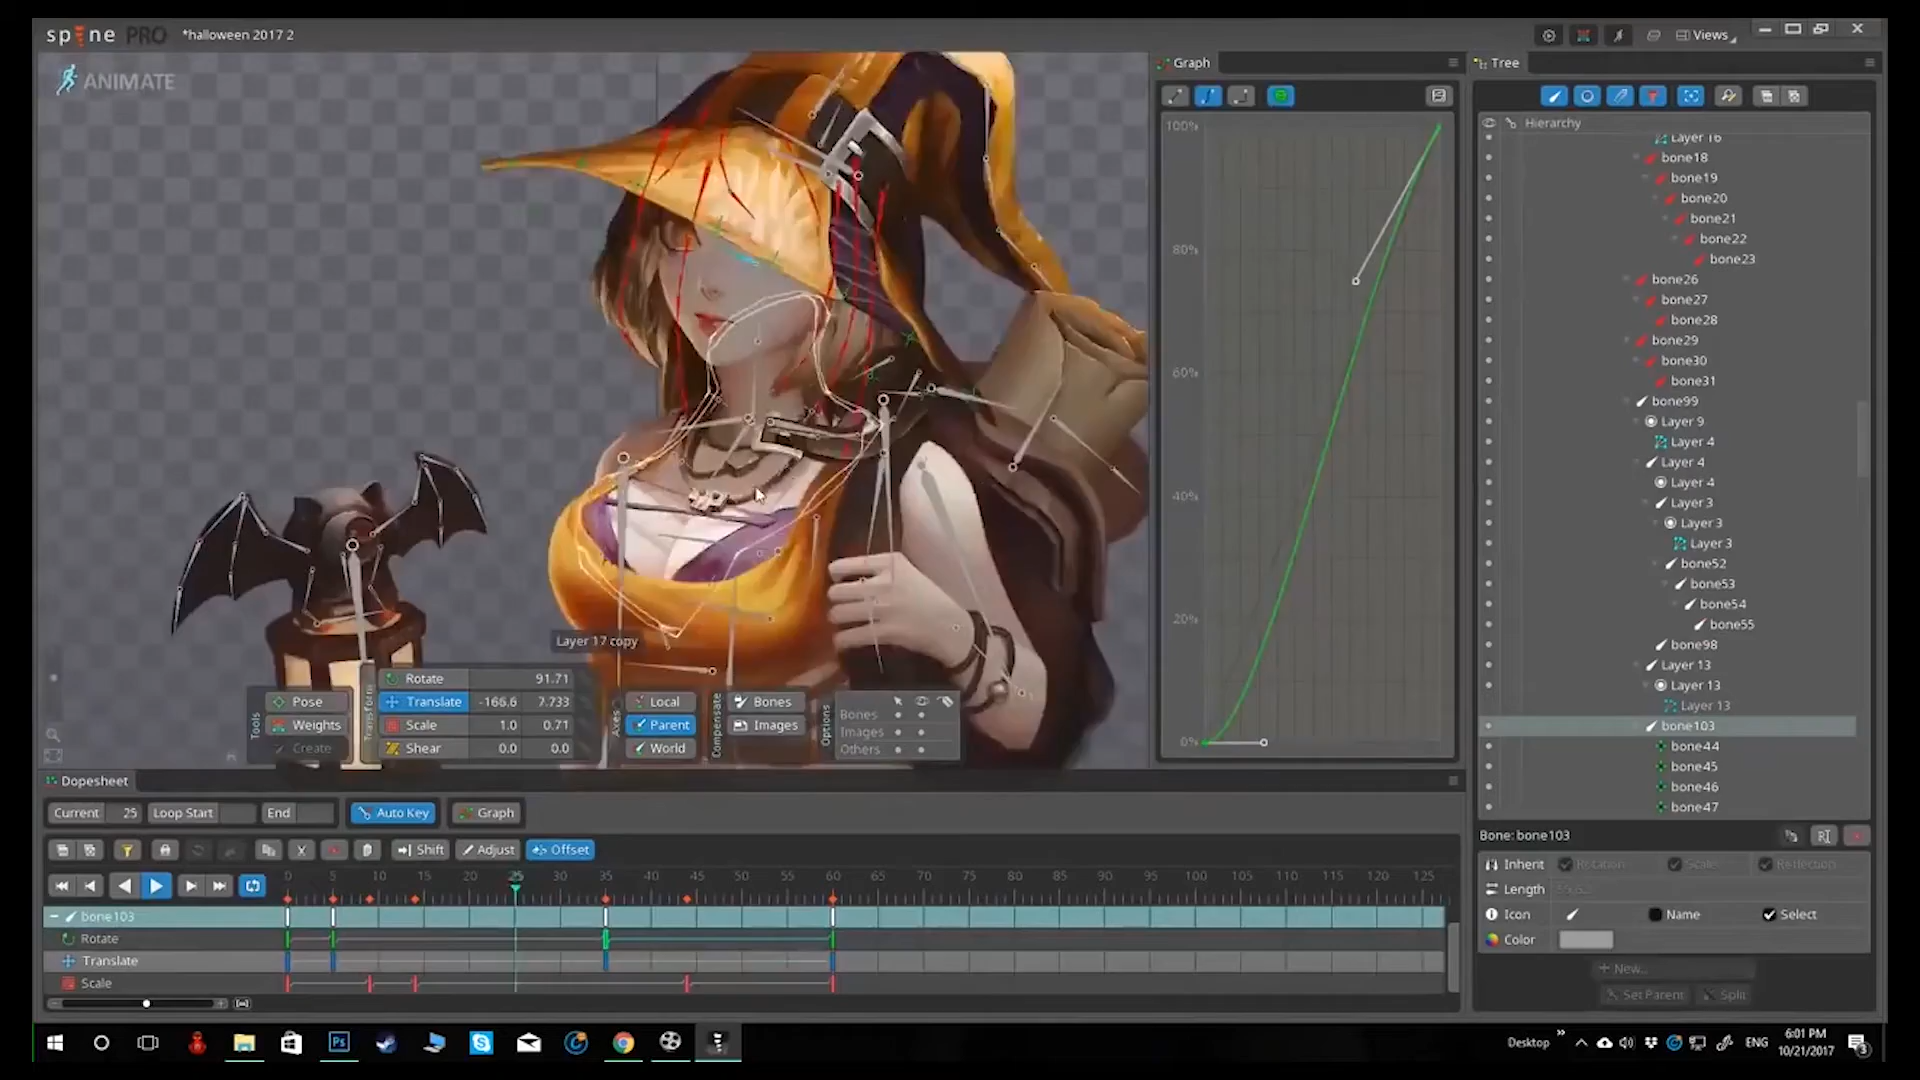 spine PRO *halloween 2017 2
Views
ANIMATE
Graph
100%
80%
60%
40%
20%
0%
Tree
Hierarchy
Layer 16
bone18
bone19
bone20
bone21
bone22
bone23
bone26
bone27
bone28
bone29
bone30
bone31
bone99
Layer 9
Layer 4
Layer 4
Layer 4
Layer 3
Layer 3
Layer 3
bone52
bone53
bone54
bone55
bone98
Layer 13
Layer 13
Layer 13
bone103
bone44
bone45
bone46
bone47
Layer 17 copy
Tools
Pose
Weights
Create
Transform
Rotate 91.71
Translate -166.6 7.733
Scale 1.0 0.71
Shear 0.0 0.0
Axes
Local
Parent
World
Compensate
Bones
Images
Options
Bones
Images
Others
Dopesheet
Current 25 Loop Start End Auto Key Graph
Shift Adjust Offset
0 5 10 15 20 25 30 35 40 45 50 55 60 65 70 75 80 85 90 95 100 105 110 115 120 125
bone103
Rotate
Translate
Scale
Bone: bone103
Inherit Rotation Scale Reflection
Length
Icon Name Select
Color
+ New...
Set Parent Split
Desktop ENG 6:01 PM
10/21/2017